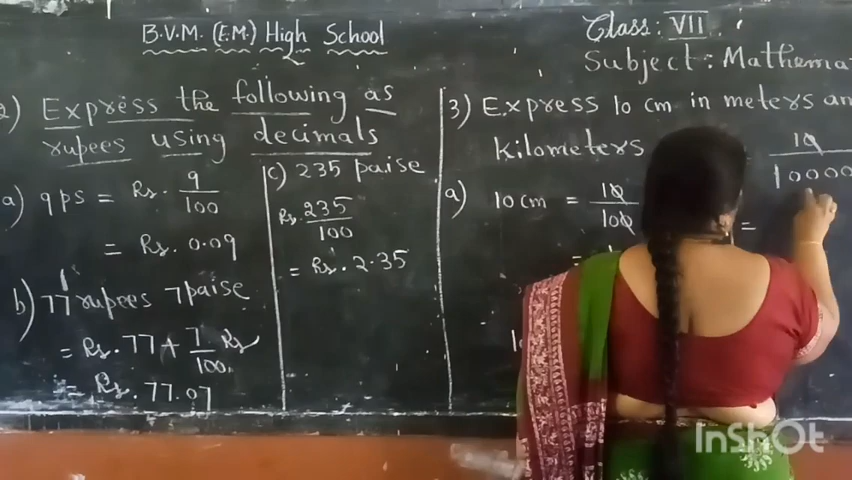 B.V.M. (E.M.) High School
Class : VII
Subject : Mathema
2) Express the following as
rupees using decimals
a) 9 ps = Rs. 9/100
= Rs. 0.09
b) 77 rupees 7 paise
= Rs. 77 + 7/100 Rs
= Rs. 77.07
c) 235 paise
Rs. 235/100
= Rs. 2.35
3) Express 10 cm in meters an
kilometers
a) 10 cm = 10/100
=
10/10000
=
InShOt